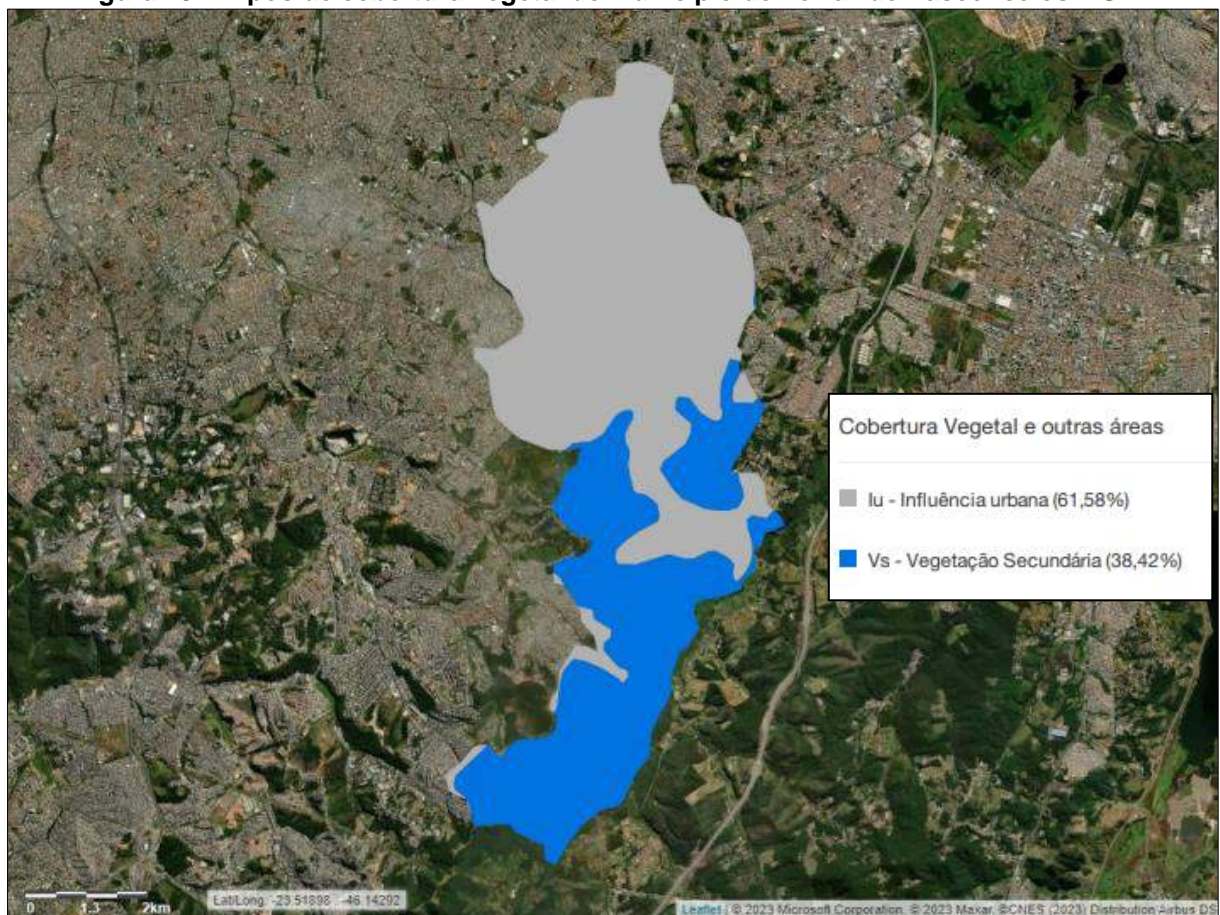 Cobertura Vegetal e outras áreas
Iu - Influência urbana (61,58%)
Vs - Vegetação Secundária (38,42%)
0 1.3 2km
Lat/Long: -23.51898 : -46.14292
Leaflet | © 2023 Microsoft Corporation, © 2023 Maxar, ©CNES (2023) Distribution Airbus DS